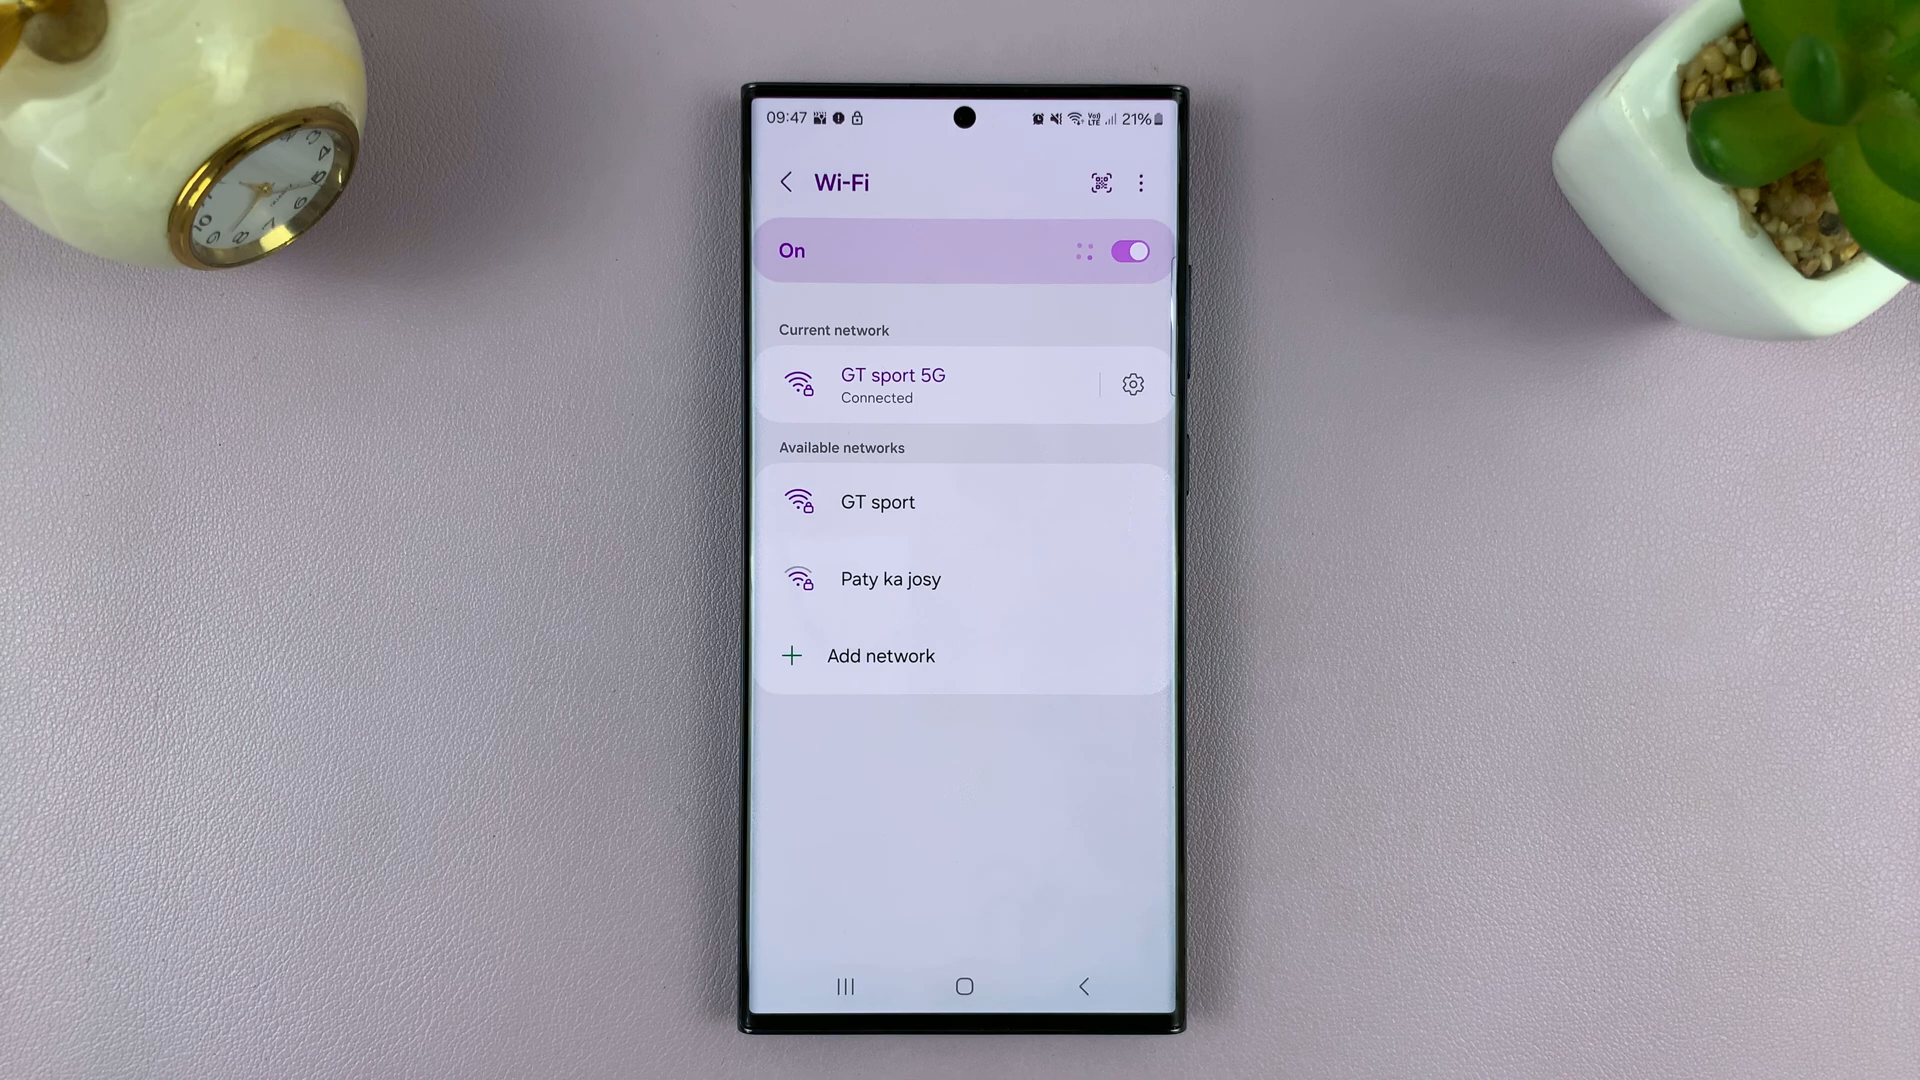 09:47 21%
Wi-Fi
On
Current network
GT sport 5G
Connected
Available networks
GT sport
Paty ka josy
Add network